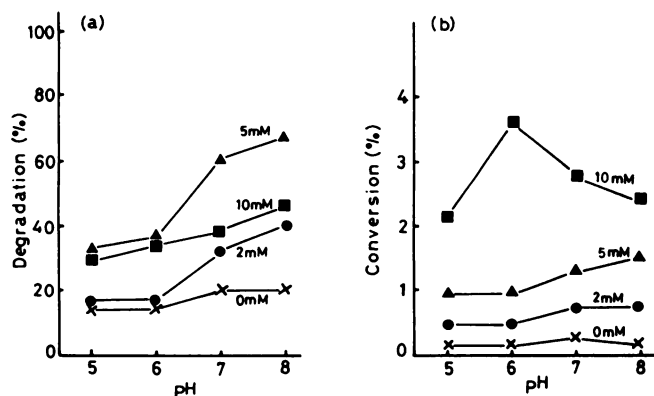 (a)
Degradation (%)
100
80
60
40
20
0
5mM
10mM
2mM
0mM
5 6 7 8
PH
(b)
Conversion (%)
4
3
2
1
0
10mM
5mM
2mM
0mM
5 6 7 8
PH